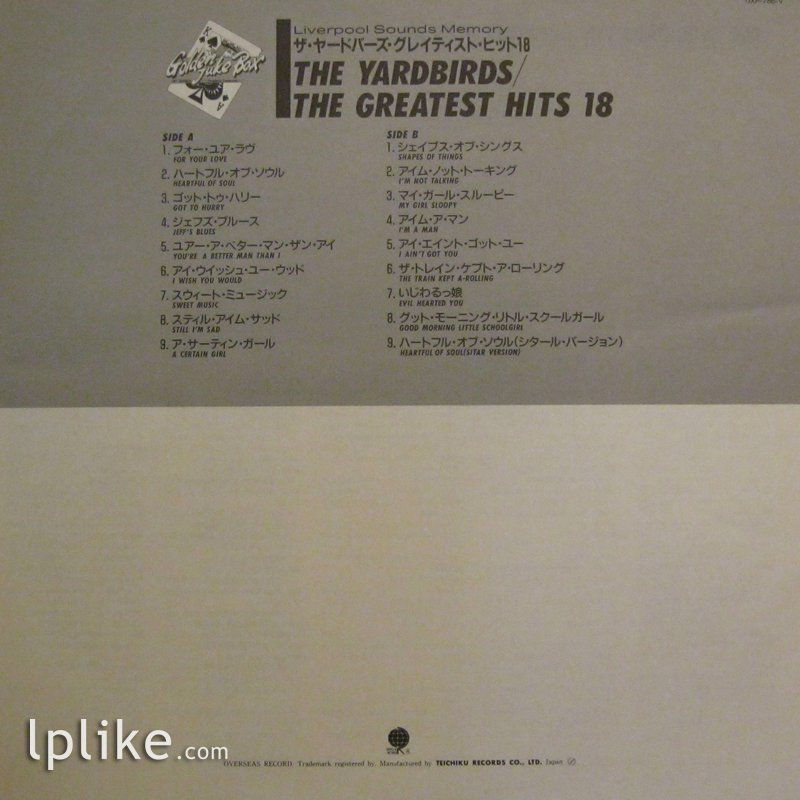 Liverpool Sounds Memory
ザ・ヤードバーズ・グレイティスト・ヒット18
Golden Juke Box
THE YARDBIRDS/
THE GREATEST HITS 18
SIDE A
1. フォー・ユア・ラヴ
FOR YOUR LOVE
2. ハートフル・オブ・ソウル
HEARTFUL OF SOUL
3. ゴット・トゥ・ハリー
GOT TO HURRY
4. ジェフズ・ブルース
JEFF'S BLUES
5. ユアー・ア・ベター・マン・ザン・アイ
YOU'RE A BETTER MAN THAN I
6. アイ・ウイッシュ・ユー・ウッド
I WISH YOU WOULD
7. スウィート・ミュージック
SWEET MUSIC
8. スティル・アイム・サッド
STILL I'M SAD
9. ア・サーティン・ガール
A CERTAIN GIRL
SIDE B
1. シェイプス・オブ・シングス
SHAPES OF THINGS
2. アイム・ノット・トーキング
I'M NOT TALKING
3. マイ・ガール・スルーピー
MY GIRL SLOOPY
4. アイム・ア・マン
I'M A MAN
5. アイ・エイント・ゴット・ユー
I AIN'T GOT YOU
6. ザ・トレイン・ケプト・ア・ローリング
THE TRAIN KEPT A-ROLLING
7. いじわるっ娘
EVIL HEARTED YOU
8. グット・モーニング・リトル・スクールガール
GOOD MORNING LITTLE SCHOOLGIRL
9. ハートフル・オブ・ソウル(シタール・バージョン)
HEARTFUL OF SOUL(SITAR VERSION)
lplike.com
OVERSEAS RECORD. Trademark registered by. Manufactured by TEICHIKU RECORDS CO., LTD. Japan